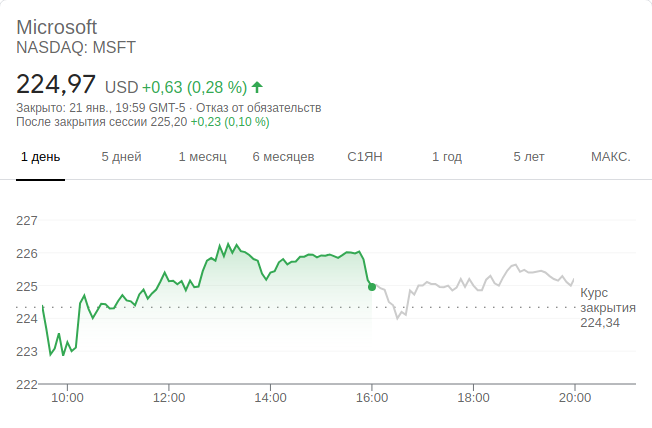 Microsoft
NASDAQ: MSFT
224,97 USD +0,63 (0,28 %)
Закрыто: 21 янв., 19:59 GMT-5 · Отказ от обязательств
После закрытия сессии 225,20 +0,23 (0,10 %)
1 день 5 дней 1 месяц 6 месяцев С1ЯН 1 год 5 лет МАКС.
227
226
225
224
223
222
Курс
закрытия
224,34
10:00 12:00 14:00 16:00 18:00 20:00